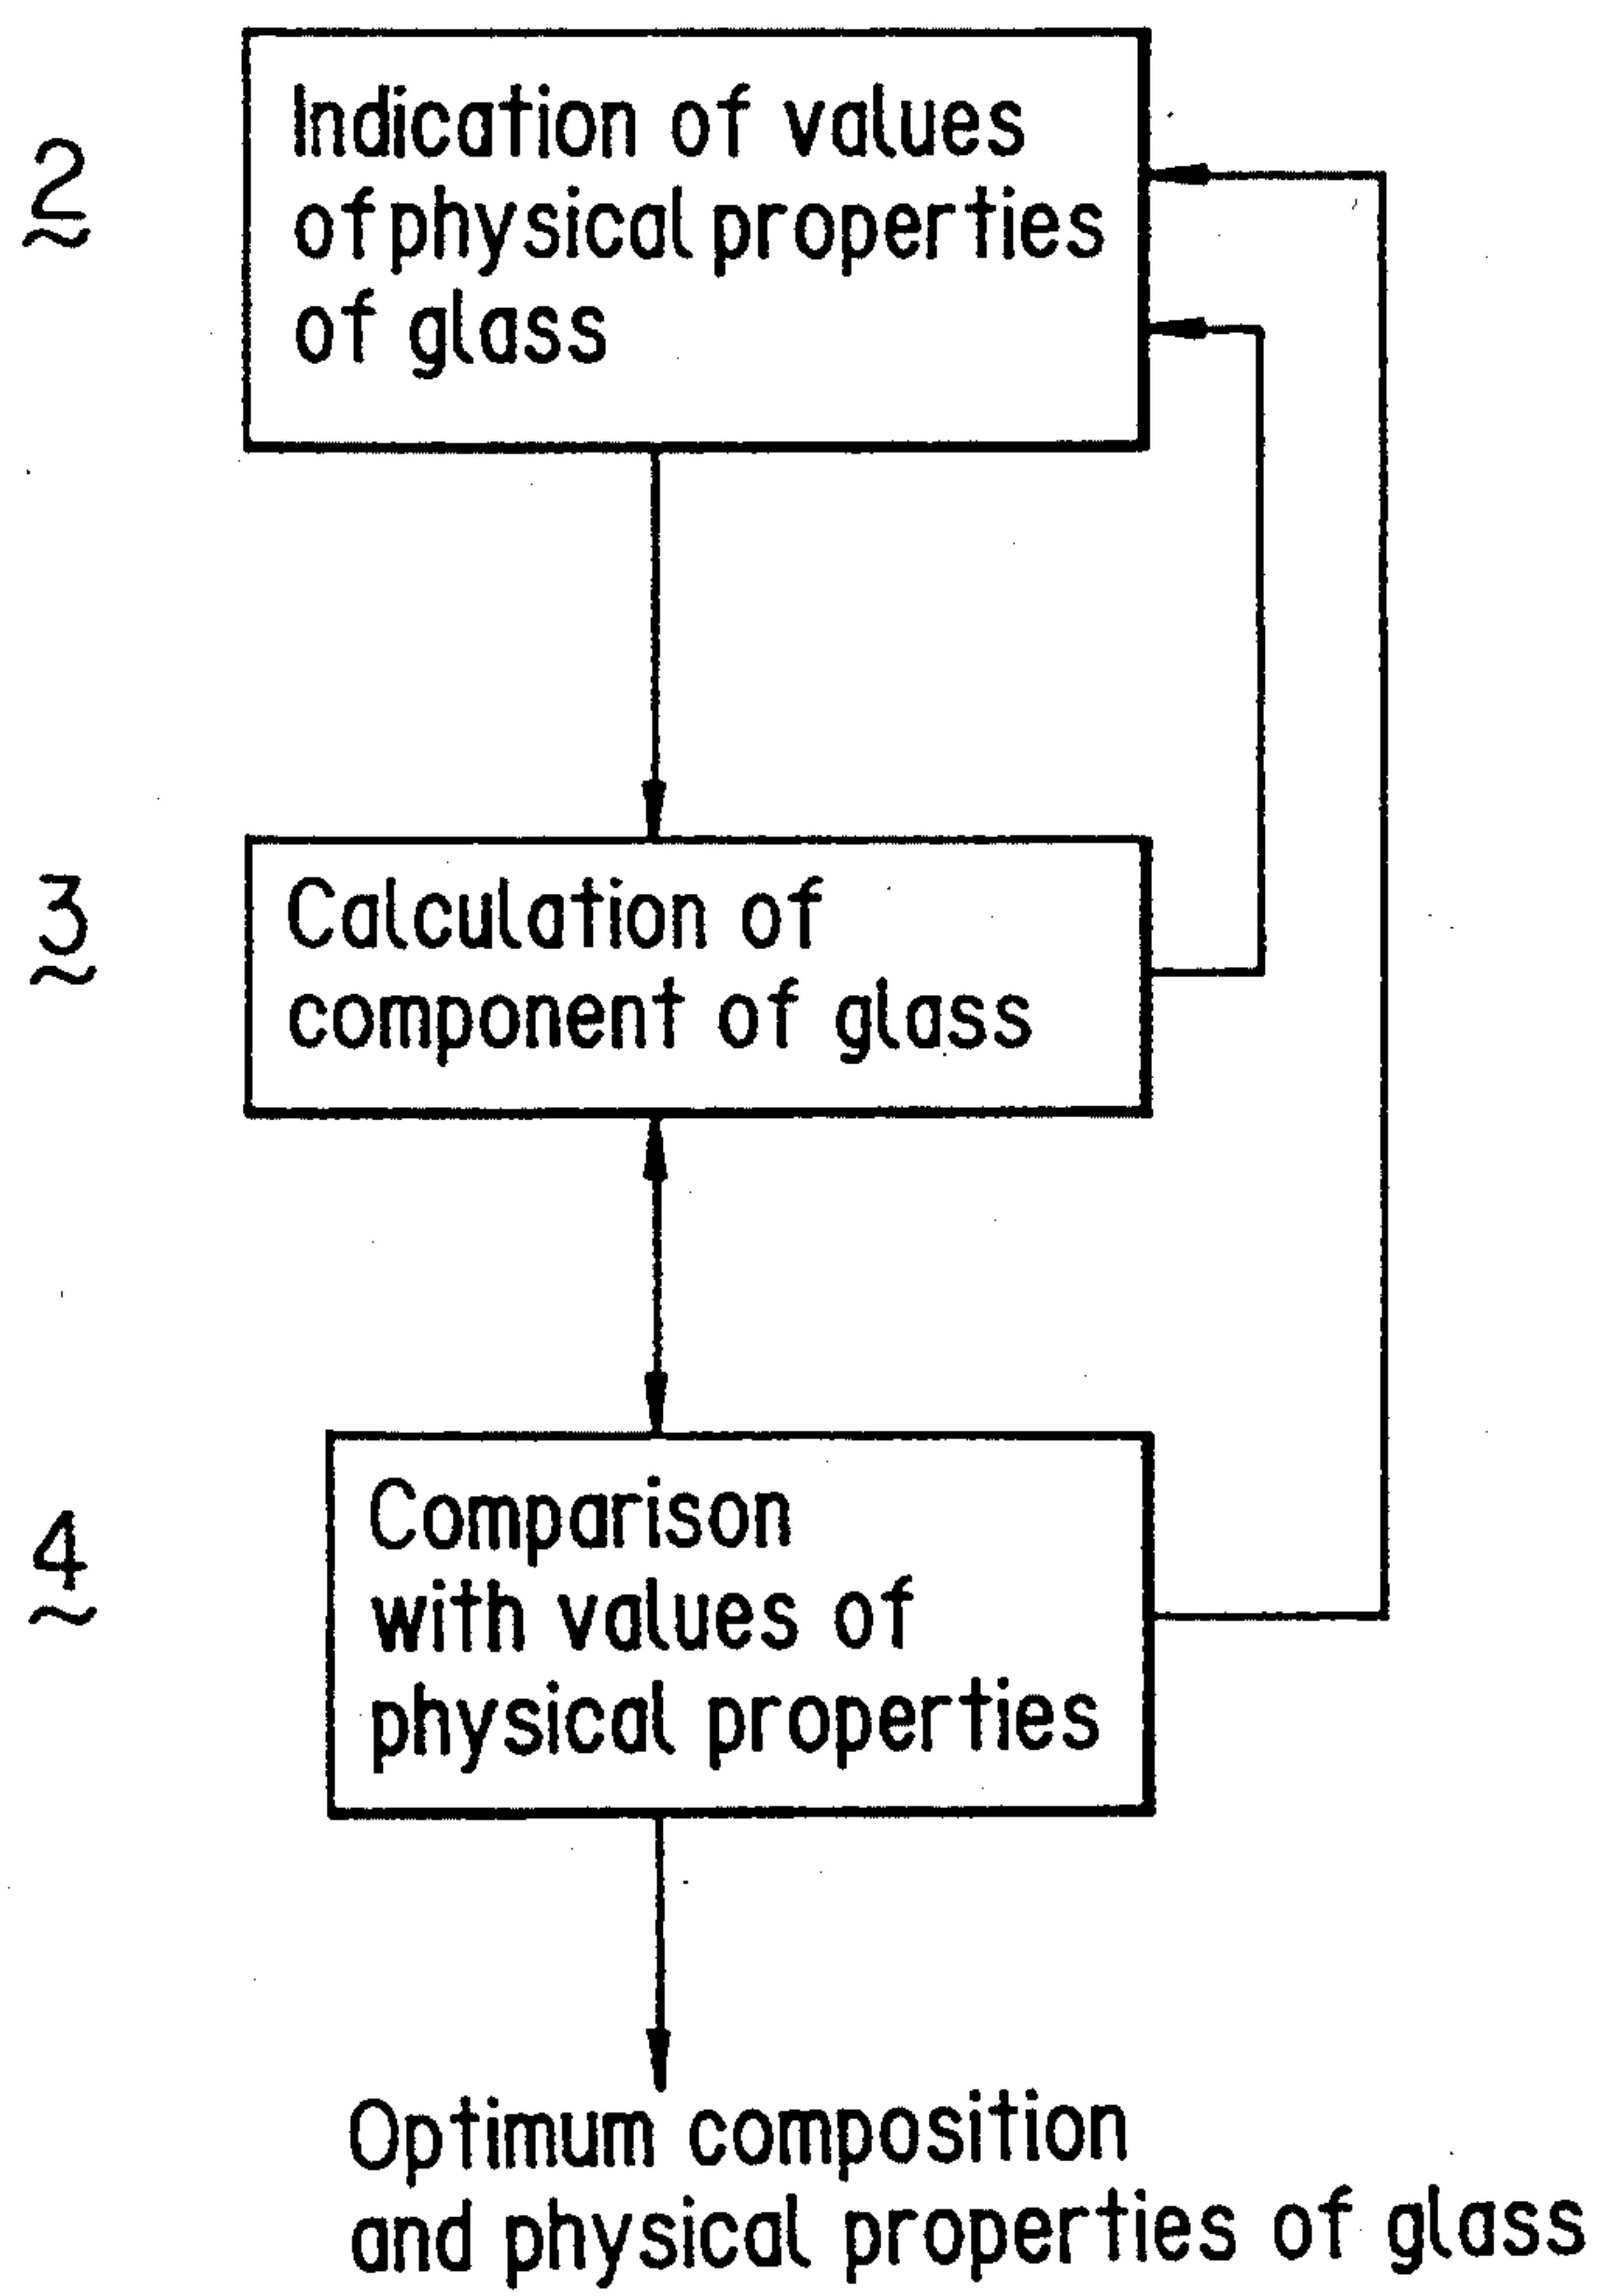 2
Indication of values
of physical properties
of glass
3
Calculation of
component of glass
4
Comparison
with values of
physical properties
Optimum composition
and physical properties of glass